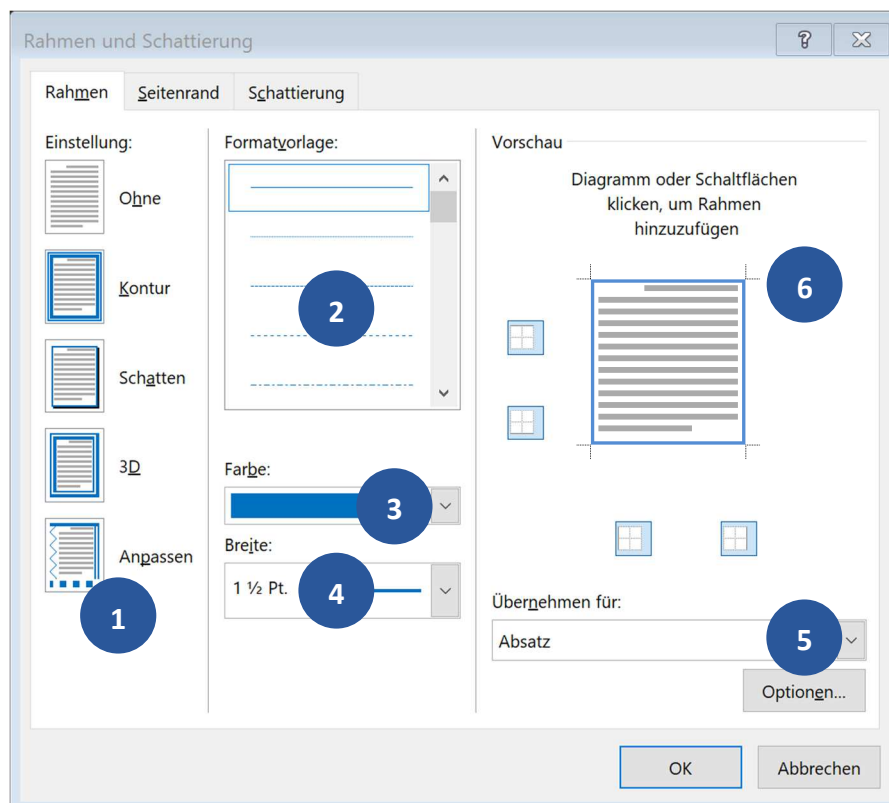 Rahmen und Schattierung
Rahmen Seitenrand Schattierung
Einstellung:
Ohne
Kontur
Schatten
3D
Anpassen
1
Formatvorlage:
2
Farbe:
3
Breite:
1 ½ Pt.
4
Vorschau
Diagramm oder Schaltflächen
klicken, um Rahmen
hinzuzufügen
6
Übernehmen für:
Absatz
5
Optionen...
OK Abbrechen